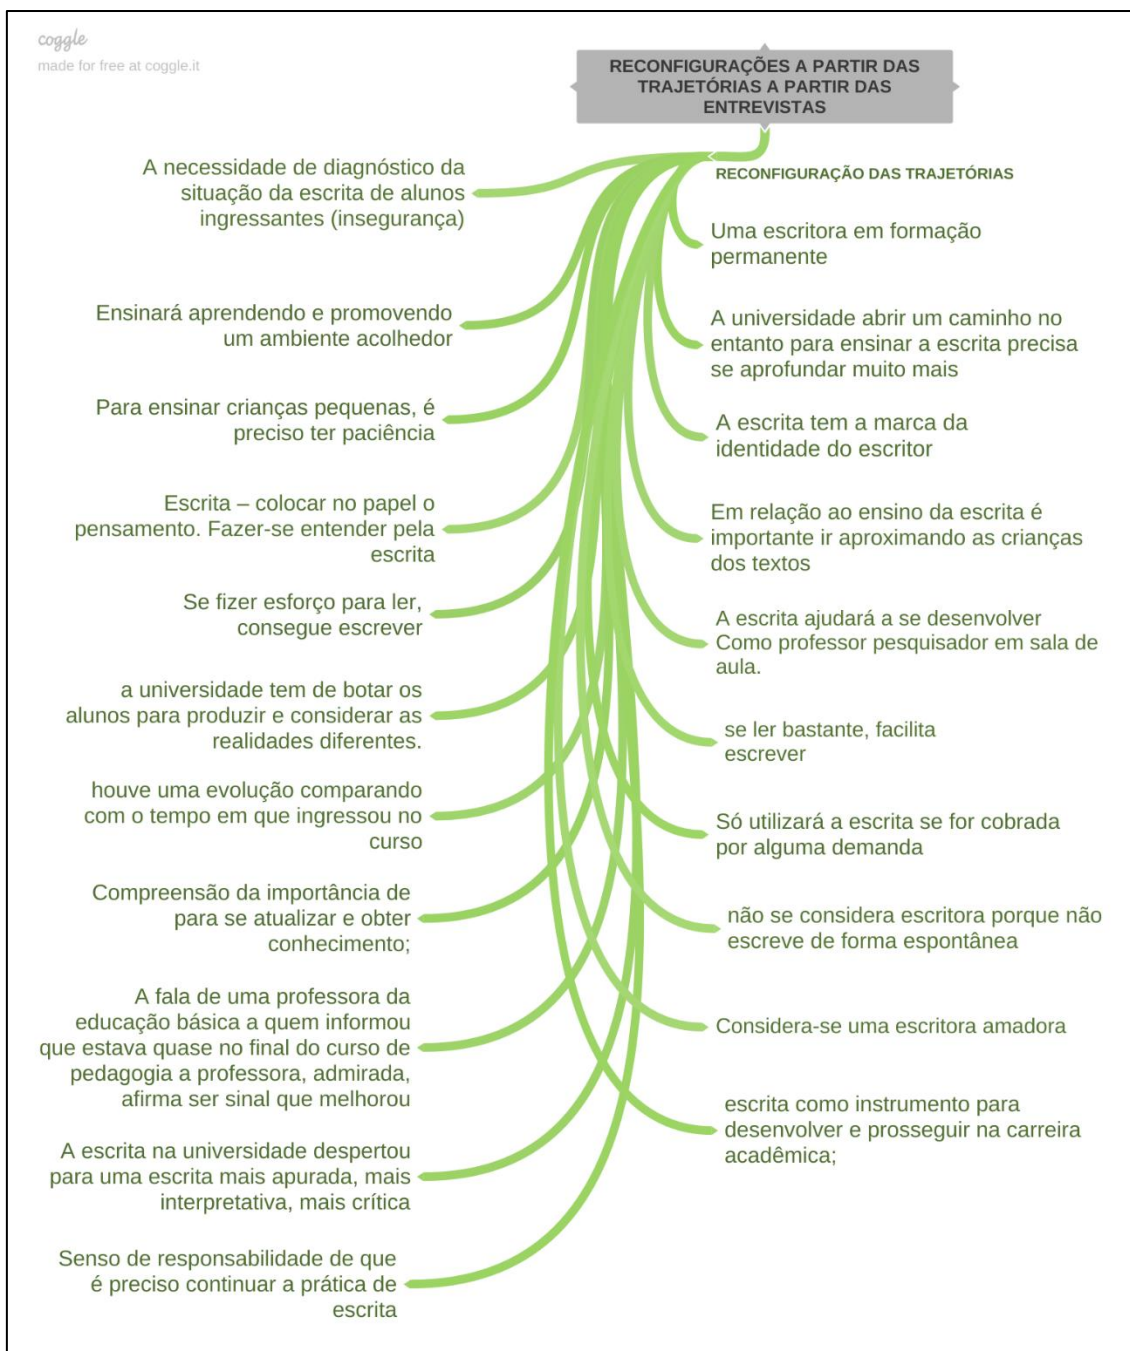 coggle
made for free at coggle.it
RECONFIGURAÇÕES A PARTIR DAS
TRAJETÓRIAS A PARTIR DAS
ENTREVISTAS
RECONFIGURAÇÃO DAS TRAJETÓRIAS
A necessidade de diagnóstico da
situação da escrita de alunos
ingressantes (insegurança)
Ensinará aprendendo e promovendo
um ambiente acolhedor
Para ensinar crianças pequenas, é
preciso ter paciência
Escrita – colocar no papel o
pensamento. Fazer-se entender pela
escrita
Se fizer esforço para ler,
consegue escrever
a universidade tem de botar os
alunos para produzir e considerar as
realidades diferentes.
houve uma evolução comparando
com o tempo em que ingressou no
curso
Compreensão da importância de
para se atualizar e obter
conhecimento;
A fala de uma professora da
educação básica a quem informou
que estava quase no final do curso de
pedagogia a professora, admirada,
afirma ser sinal que melhorou
A escrita na universidade despertou
para uma escrita mais apurada, mais
interpretativa, mais crítica
Senso de responsabilidade de que
é preciso continuar a prática de
escrita
Uma escritora em formação
permanente
A universidade abrir um caminho no
entanto para ensinar a escrita precisa
se aprofundar muito mais
A escrita tem a marca da
identidade do escritor
Em relação ao ensino da escrita é
importante ir aproximando as crianças
dos textos
A escrita ajudará a se desenvolver
Como professor pesquisador em sala de
aula.
se ler bastante, facilita
escrever
Só utilizará a escrita se for cobrada
por alguma demanda
não se considera escritora porque não
escreve de forma espontânea
Considera-se uma escritora amadora
escrita como instrumento para
desenvolver e prosseguir na carreira
acadêmica;